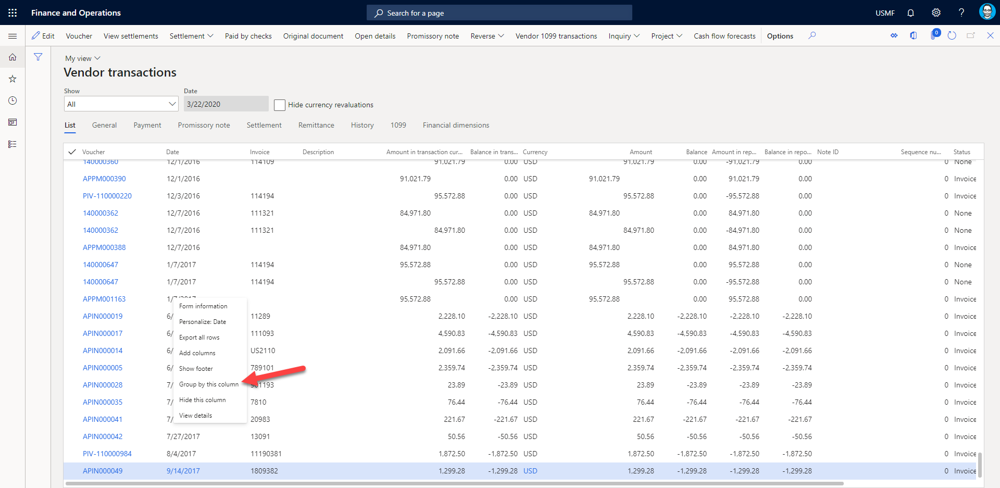 Finance and Operations Search for a page USMF ?
Edit Voucher View settlements Settlement Paid by checks Original document Open details Promissory note Reverse Vendor 1099 transactions Inquiry Project Cash flow forecasts Options 0
My view
Vendor transactions
Show Date
All 3/22/2020 Hide currency revaluations
List General Payment Promissory note Settlement Remittance History 1099 Financial dimensions
Voucher Date Invoice Description Amount in transaction cur... Balance in trans... Currency Amount Balance Amount in rep... Balance in repo... Note ID Sequence nu... Status
140000360 12/1/2016 114109 91,021.79 0.00 USD 91,021.79 0.00 -91,021.79 0.00 0 None
APPM000390 12/1/2016 91,021.79 0.00 USD 91,021.79 0.00 91,021.79 0.00 0 Invoice
PIV-110000220 12/3/2016 114194 95,572.88 0.00 USD 95,572.88 0.00 -95,572.88 0.00 0 Invoice
140000362 12/7/2016 111321 84,971.80 0.00 USD 84,971.80 0.00 84,971.80 0.00 0 None
140000362 12/7/2016 111321 84,971.80 0.00 USD 84,971.80 0.00 -84,971.80 0.00 0 None
APPM000388 12/7/2016 84,971.80 0.00 USD 84,971.80 0.00 84,971.80 0.00 0 Invoice
140000647 1/7/2017 114194 95,572.88 0.00 USD 95,572.88 0.00 95,572.88 0.00 0 None
140000647 1/7/2017 114194 95,572.88 0.00 USD 95,572.88 0.00 -95,572.88 0.00 0 None
APPM001163 1/7/2017 95,572.88 0.00 USD 95,572.88 0.00 95,572.88 0.00 0 Invoice
APIN000019 6/ 11289 2,228.10 -2,228.10 USD 2,228.10 -2,228.10 -2,228.10 -2,228.10 0 Invoice
APIN000017 6/ 111093 4,590.83 -4,590.83 USD 4,590.83 -4,590.83 -4,590.83 -4,590.83 0 Invoice
APIN000014 6/ US2110 2,091.66 -2,091.66 USD 2,091.66 -2,091.66 -2,091.66 -2,091.66 0 Invoice
APIN000005 6/ 789101 2,359.74 -2,359.74 USD 2,359.74 -2,359.74 -2,359.74 -2,359.74 0 Invoice
APIN000028 7/ 901193 23.89 -23.89 USD 23.89 -23.89 -23.89 -23.89 0 Invoice
APIN000035 7/ 7810 76.44 -76.44 USD 76.44 -76.44 -76.44 -76.44 0 Invoice
APIN000041 7/ 20983 221.67 -221.67 USD 221.67 -221.67 -221.67 -221.67 0 Invoice
APIN000042 7/27/2017 13091 50.56 -50.56 USD 50.56 -50.56 -50.56 -50.56 0 Invoice
PIV-110000984 8/4/2017 11190381 1,872.50 -1,872.50 USD 1,872.50 -1,872.50 -1,872.50 -1,872.50 0 Invoice
APIN000049 9/14/2017 1809382 1,299.28 -1,299.28 USD 1,299.28 -1,299.28 -1,299.28 -1,299.28 0 Invoice
Form information
Personalize: Date
Export all rows
Add columns
Show footer
Group by this column
Hide this column
View details